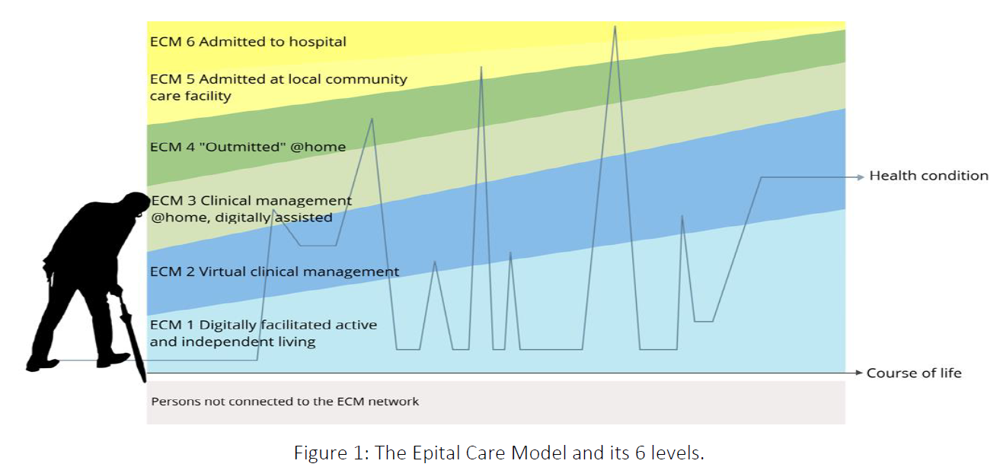 ECM 6 Admitted to hospital
ECM 5 Admitted at local community
care facility
ECM 4 "Outmitted" @home
ECM 3 Clinical management
@home, digitally assisted
Health condition
ECM 2 Virtual clinical management
ECM 1 Digitally facilitated active
and independent living
Course of life
Persons not connected to the ECM network
Figure 1: The Epital Care Model and its 6 levels.